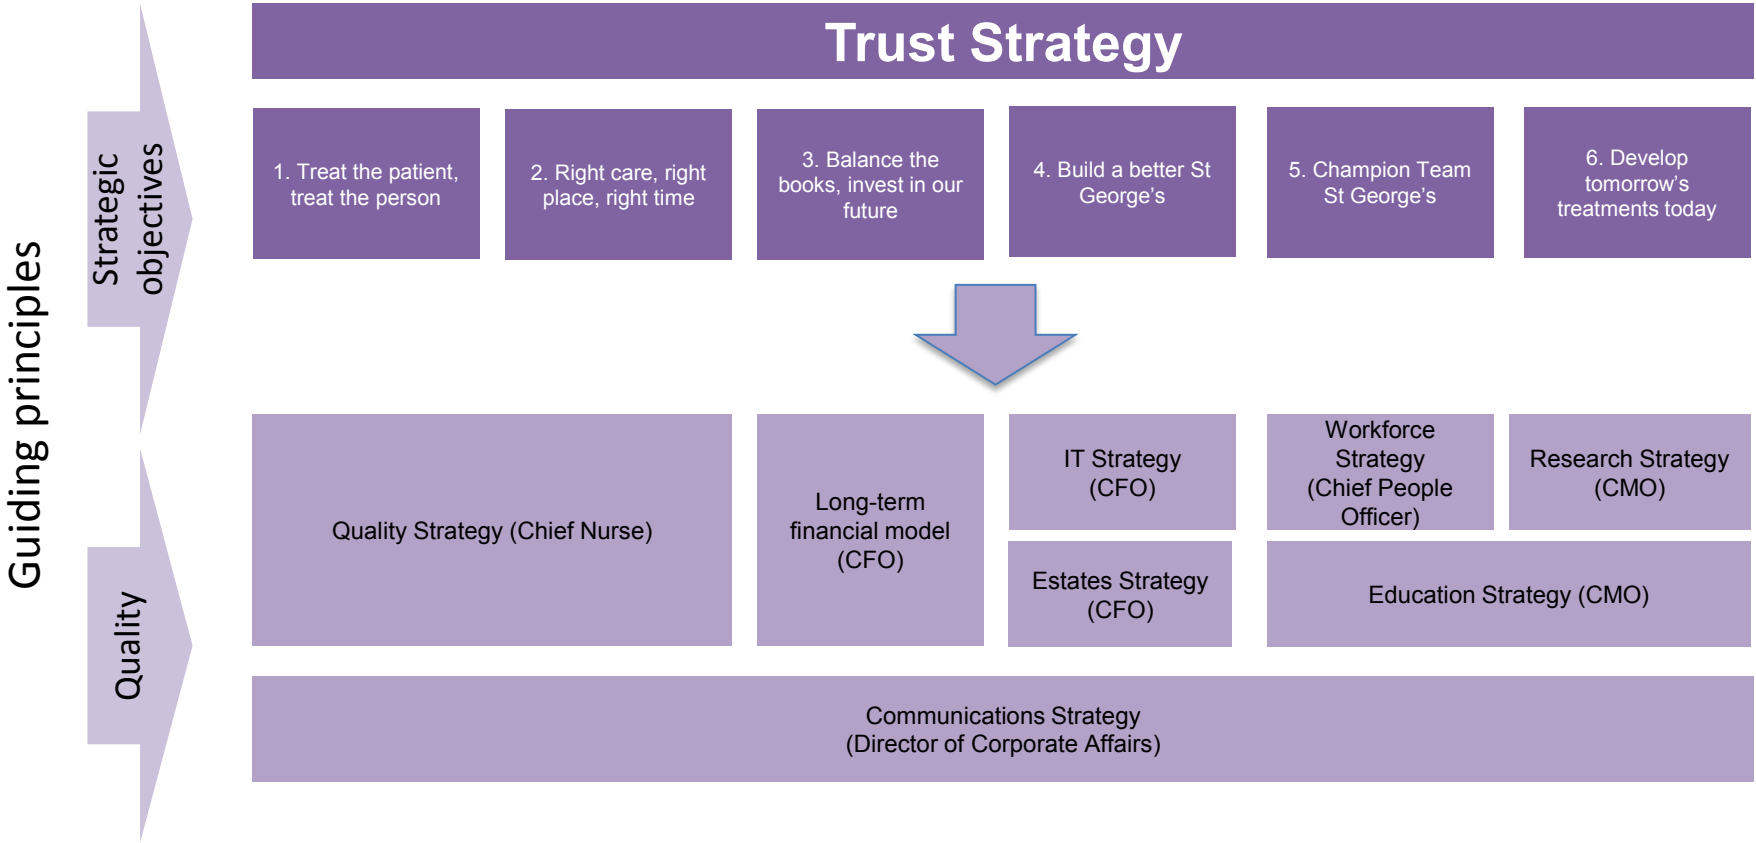 Trust Strategy
Guiding principles
Strategic
objectives
1. Treat the patient,
treat the person
2. Right care, right
place, right time
3. Balance the
books, invest in our
future
4. Build a better St
George’s
5. Champion Team
St George’s
6. Develop
tomorrow’s
treatments today
Quality
Quality Strategy (Chief Nurse)
Long-term
financial model
(CFO)
IT Strategy
(CFO)
Estates Strategy
(CFO)
Workforce
Strategy
(Chief People
Officer)
Research Strategy
(CMO)
Education Strategy (CMO)
Communications Strategy
(Director of Corporate Affairs)